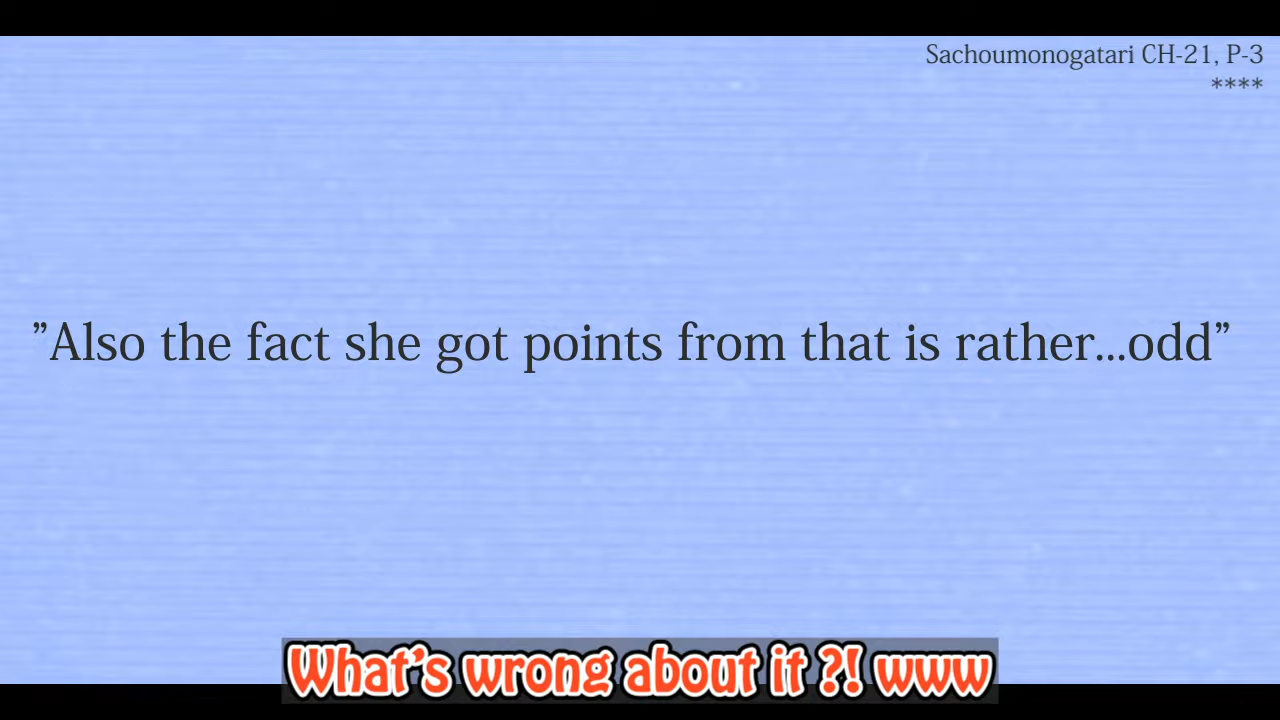 Sachoumonogatari CH-21, P-3
****
”Also the fact she got points from that is rather...odd”
What’s wrong about it ?! www